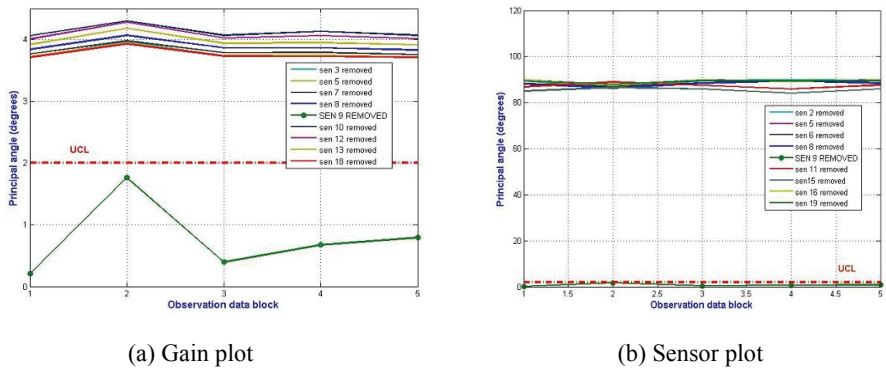 Principal angle (degrees)
4
3
2
1
0
UCL
sen 3 removed
sen 5 removed
sen 7 removed
sen 8 removed
SEN 9 REMOVED
sen 10 removed
sen 12 removed
sen 13 removed
sen 18 removed
1 2 3 4 5
Observation data block
(a) Gain plot
Principal angle (degrees)
120
100
80
60
40
20
0
sen 2 removed
sen 5 removed
sen 6 removed
sen 8 removed
SEN 9 REMOVED
sen 11 removed
sen15 removed
sen 16 removed
sen 19 removed
UCL
1 1.5 2 2.5 3 3.5 4 4.5 5
Observation data block
(b) Sensor plot